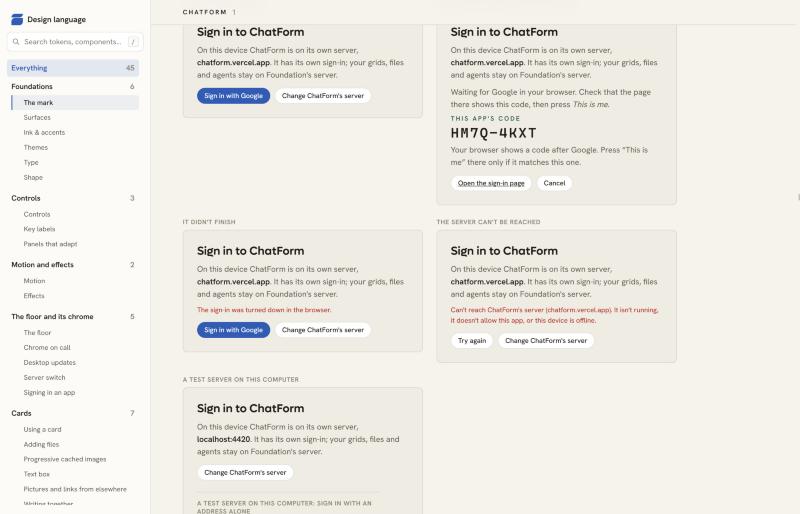 Design language
Search tokens, components... /
Everything 45
Foundations 6
The mark
Surfaces
Ink & accents
Themes
Type
Shape
Controls 3
Controls
Key labels
Panels that adapt
Motion and effects 2
Motion
Effects
The floor and its chrome 5
The floor
Chrome on call
Desktop updates
Server switch
Signing in an app
Cards 7
Using a card
Adding files
Progressive cached images
Text box
Pictures and links from elsewhere
Writing together
CHATFORM 1
Sign in to ChatForm
On this device ChatForm is on its own server,
chatform.vercel.app. It has its own sign-in; your grids, files
and agents stay on Foundation's servers.
Sign in with Google
Change ChatForm's server
Sign in to ChatForm
On this device ChatForm is on its own server,
chatform.vercel.app. It has its own sign-in; your grids, files
and agents stay on Foundation's servers.
Waiting for Google in your browser. Check that the page
there shows this code, then press This is me.
THIS APP'S CODE
HM7Q-4KXT
Your browser shows a code after Google. Press “This is
me” there only if it matches this one.
Open the sign-in page
Cancel
IT DIDN'T FINISH
Sign in to ChatForm
On this device ChatForm is on its own server,
chatform.vercel.app. It has its own sign-in; your grids, files
and agents stay on Foundation's servers.
The sign-in was turned down in the browser.
Sign in with Google
Change ChatForm's server
THE SERVER CAN'T BE REACHED
Sign in to ChatForm
On this device ChatForm is on its own server,
chatform.vercel.app. It has its own sign-in; your grids, files
and agents stay on Foundation's servers.
Can't reach ChatForm's server (chatform.vercel.app). It isn't running,
it doesn't allow this app, or this device is offline.
Try again
Change ChatForm's server
A TEST SERVER ON THIS COMPUTER
Sign in to ChatForm
On this device ChatForm is on its own server,
localhost:4420. It has its own sign-in; your grids, files and
agents stay on Foundation's servers.
Change ChatForm's server
A TEST SERVER ON THIS COMPUTER: SIGN IN WITH AN
ADDRESS ALONE